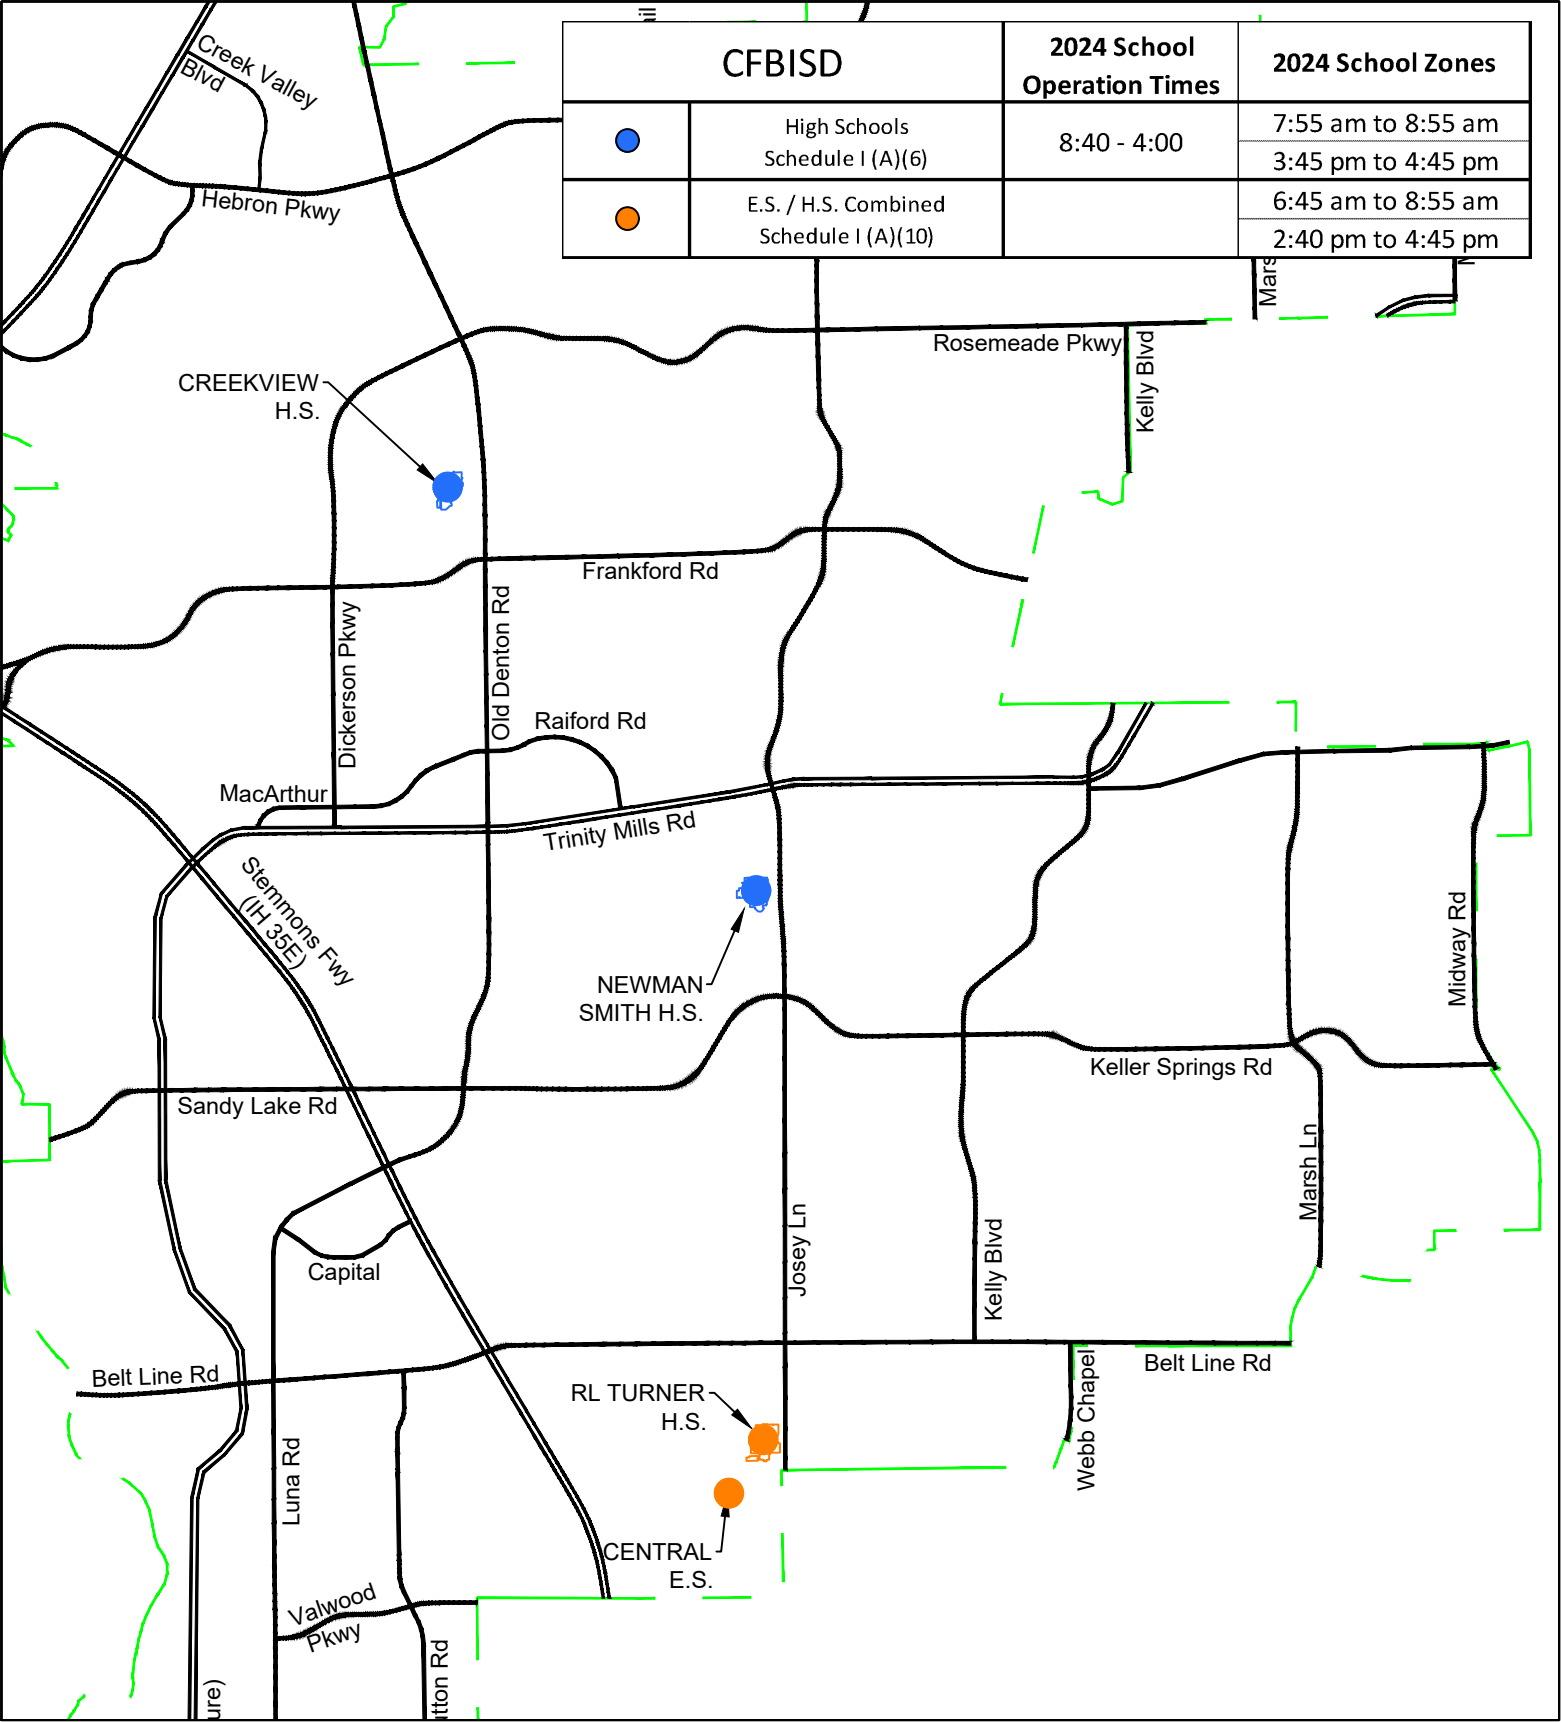 CFBISD
2024 School
Operation Times
2024 School Zones
High Schools
Schedule I (A)(6)
8:40 - 4:00
7:55 am to 8:55 am
3:45 pm to 4:45 pm
E.S. / H.S. Combined
Schedule I (A)(10)
6:45 am to 8:55 am
2:40 pm to 4:45 pm
Creek Valley
Blvd
Hebron Pkwy
Mars
Rosemeade Pkwy
Kelly Blvd
CREEKVIEW
H.S.
Frankford Rd
Dickerson Pkwy
Old Denton Rd
Raiford Rd
MacArthur
Trinity Mills Rd
Stemmons Fwy
(IH 35E)
NEWMAN
SMITH H.S.
Midway Rd
Keller Springs Rd
Sandy Lake Rd
Marsh Ln
Josey Ln
Kelly Blvd
Capital
Belt Line Rd
Belt Line Rd
Webb Chapel
RL TURNER
H.S.
Luna Rd
CENTRAL
E.S.
Valwood
Pkwy
utton Rd
ure)